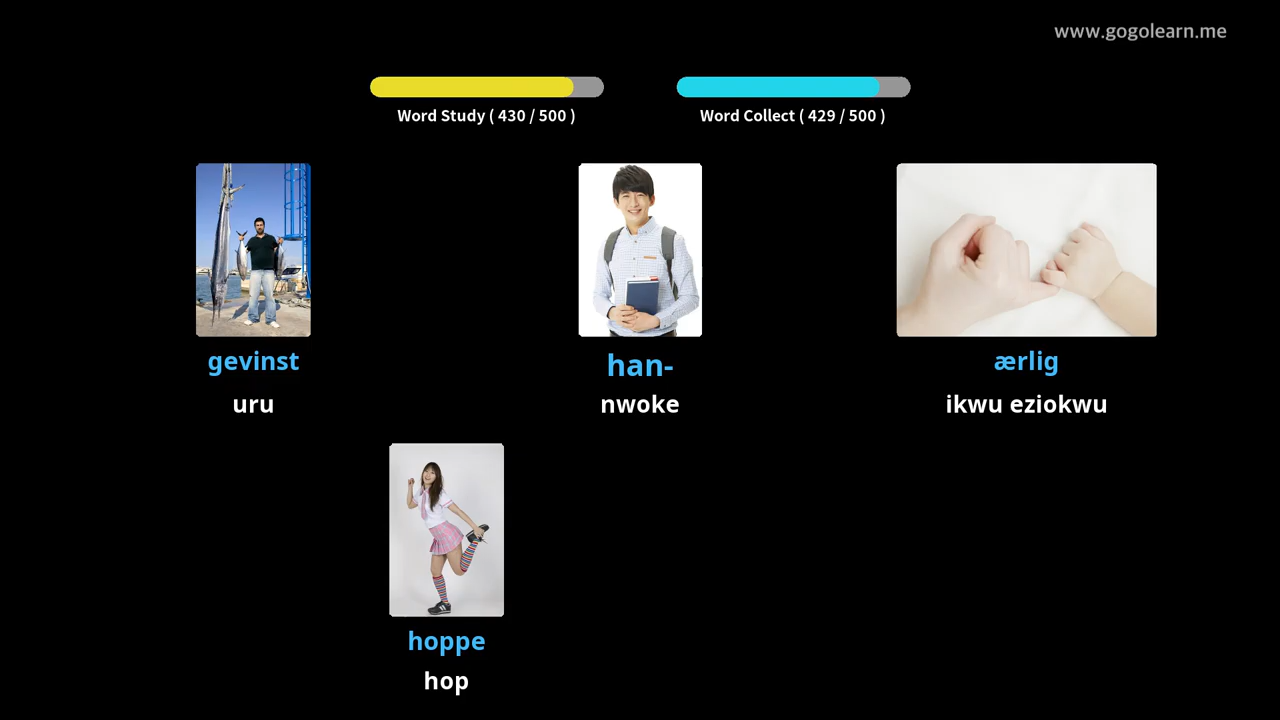 www.gogolearn.me
Word Study ( 430 / 500 )
Word Collect ( 429 / 500 )
gevinst
uru
han-
nwoke
ærlig
ikwu eziokwu
hoppe
hop